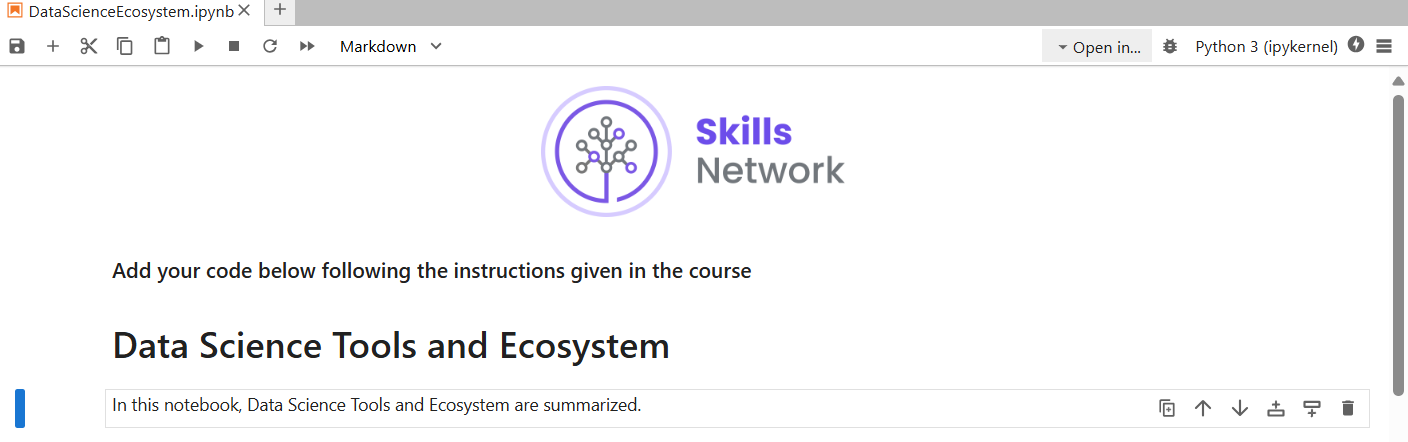 DataScienceEcosystem.ipynb
Markdown
Open in...
Python 3 (ipykernel)
Skills
Network
Add your code below following the instructions given in the course
Data Science Tools and Ecosystem
In this notebook, Data Science Tools and Ecosystem are summarized.